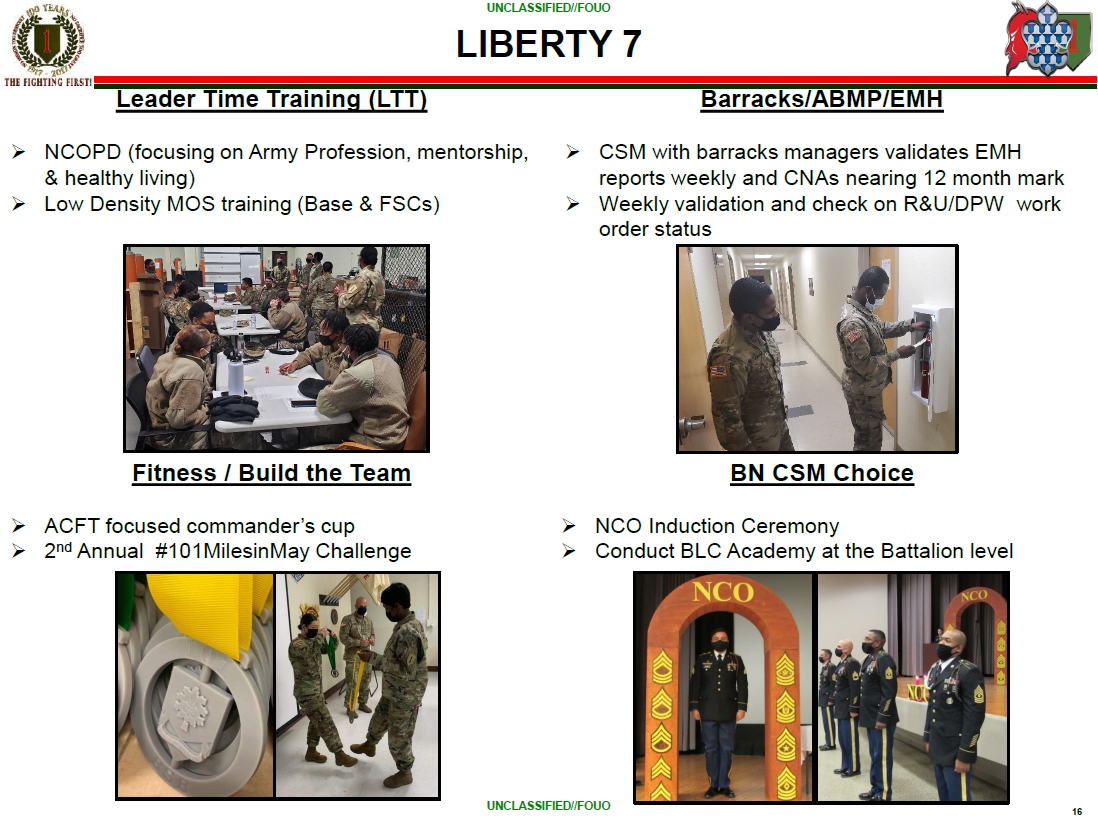 UNCLASSIFIED//FOUO
LIBERTY 7
100 YEARS
1
1917 - 2017
THE FIGHTING FIRST!
1
Leader Time Training (LTT)
➢ NCOPD (focusing on Army Profession, mentorship,
& healthy living)
➢ Low Density MOS training (Base & FSCs)
Barracks/ABMP/EMH
➢ CSM with barracks managers validates EMH
reports weekly and CNAs nearing 12 month mark
➢ Weekly validation and check on R&U/DPW work
order status
Fitness / Build the Team
➢ ACFT focused commander’s cup
➢ 2nd Annual #101MilesinMay Challenge
BN CSM Choice
➢ NCO Induction Ceremony
➢ Conduct BLC Academy at the Battalion level
NCO
NCO
UNCLASSIFIED//FOUO
16